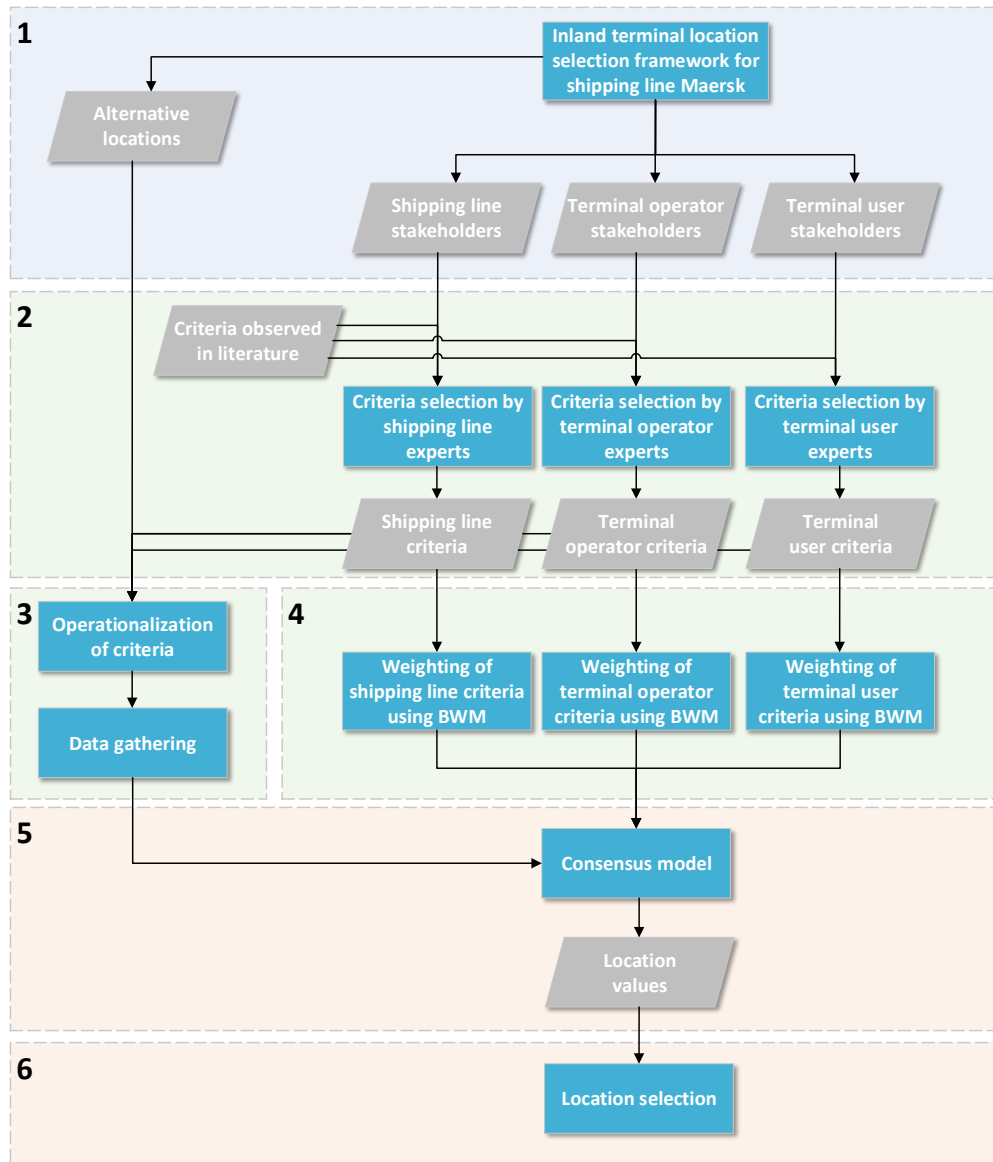 1
Inland terminal location
selection framework for
shipping line Maersk
Alternative
locations
Shipping line
stakeholders
Terminal operator
stakeholders
Terminal user
stakeholders
2
Criteria observed
in literature
Criteria selection by
shipping line
experts
Criteria selection by
terminal operator
experts
Criteria selection by
terminal user
experts
Shipping line
criteria
Terminal
operator criteria
Terminal
user criteria
3
Operationalization
of criteria
Data gathering
4
Weighting of
shipping line criteria
using BWM
Weighting of
terminal operator
criteria using BWM
Weighting of
terminal user
criteria using BWM
5
Consensus model
Location
values
6
Location selection